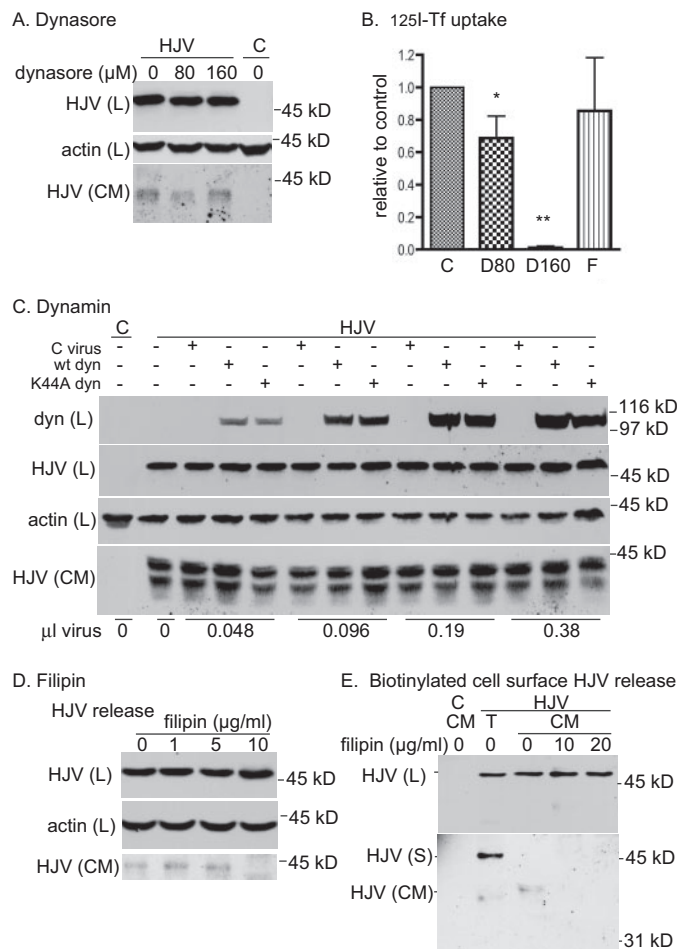 A. Dynasore
HJV C
dynasore (µM) 0 80 160 0
HJV (L)
-45 kD
actin (L)
-45 kD
HJV (CM)
-45 kD
B. 125I-Tf uptake
relative to control
1.2
1.0
0.8
0.6
0.4
0.2
0.0
*
**
C D80 D160 F
C. Dynamin
C HJV
C virus - - + - - + - - + - - + - -
wt dyn - - - + - - + - - + - - + -
K44A dyn - - - - + - - + - - + - - +
dyn (L)
-116 kD
-97 kD
HJV (L)
-45 kD
actin (L)
-45 kD
HJV (CM)
-45 kD
µl virus 0 0 0.048 0.096 0.19 0.38
D. Filipin
HJV release
filipin (µg/ml)
0 1 5 10
HJV (L)
-45 kD
actin (L)
-45 kD
HJV (CM)
-45 kD
E. Biotinylated cell surface HJV release
C HJV
CM T CM
filipin (µg/ml) 0 0 0 10 20
HJV (L)
-45 kD
HJV (S)
-45 kD
HJV (CM)
-31 kD